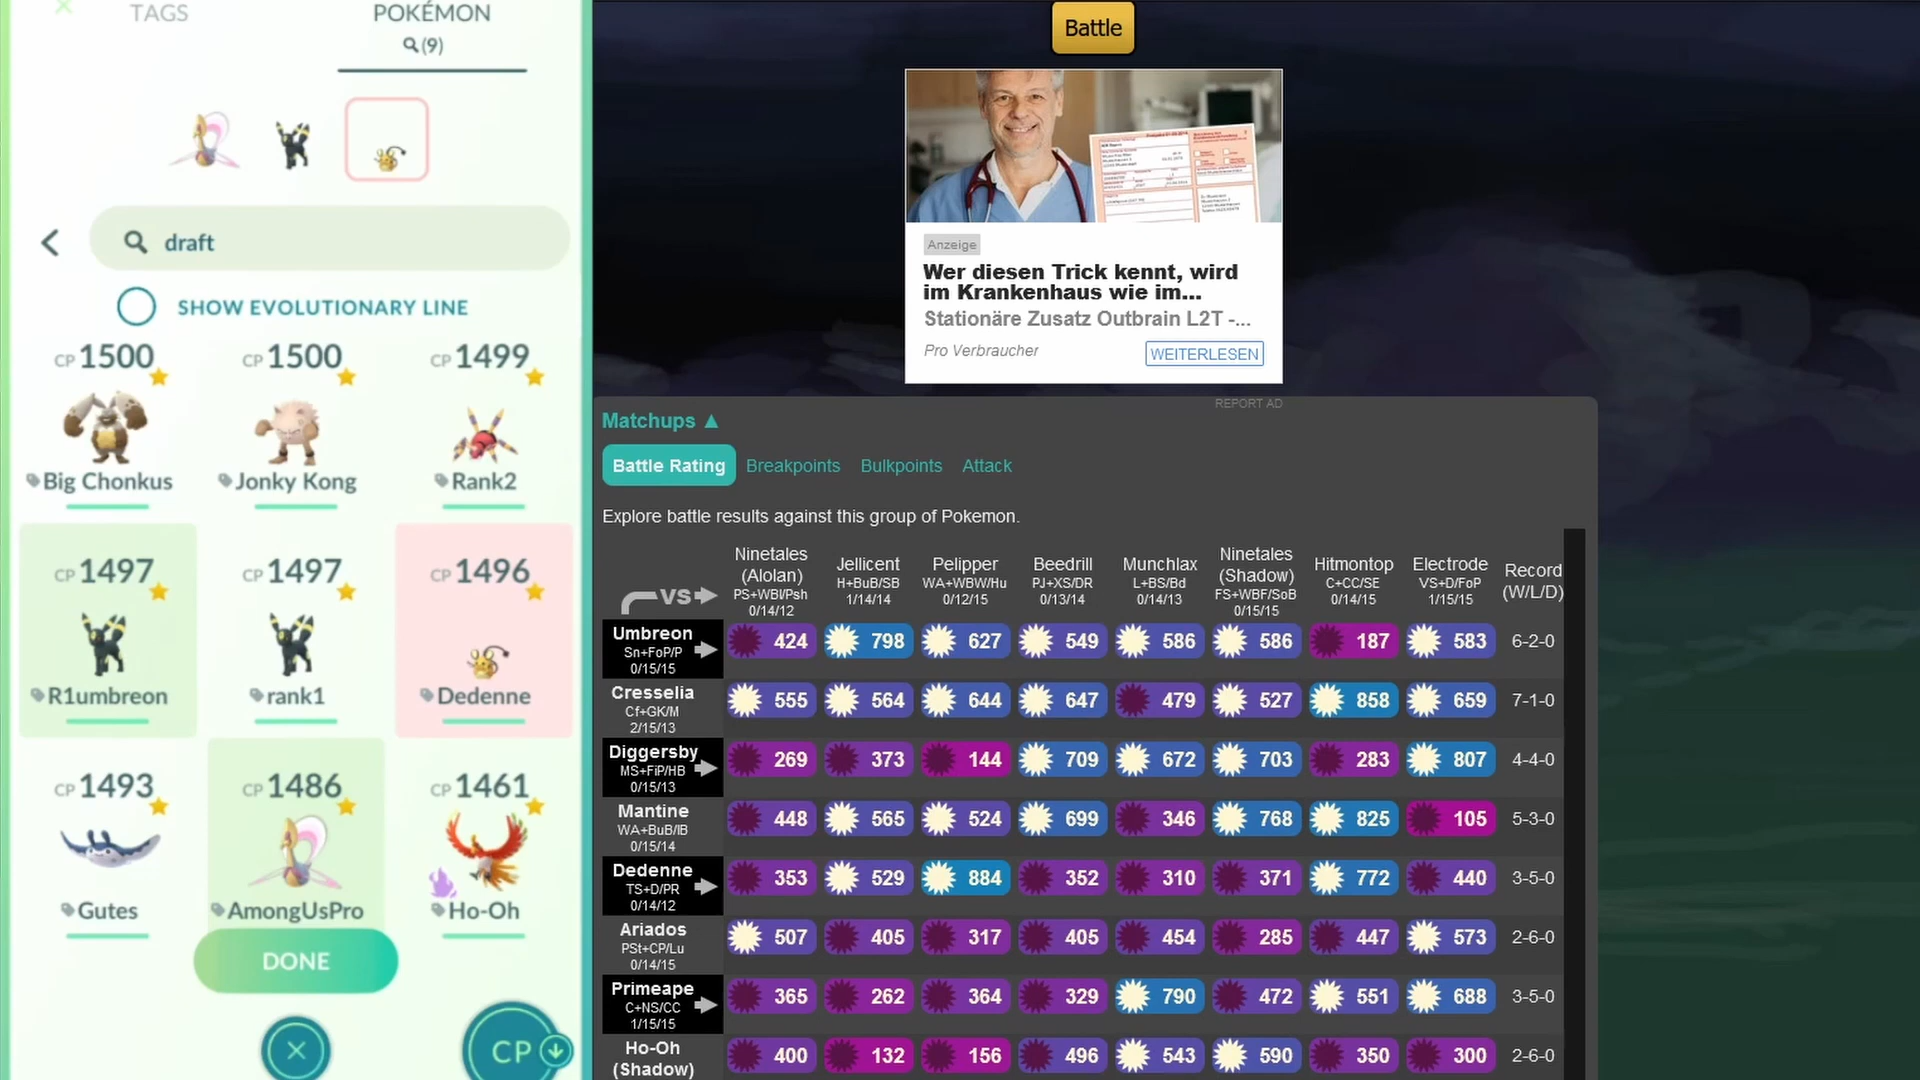 TAGS
POKÉMON
(9)
draft
SHOW EVOLUTIONARY LINE
CP 1500
CP 1500
CP 1499
Big Chonkus
Jonky Kong
Rank2
CP 1497
CP 1497
CP 1496
R1umbreon
rank1
Dedenne
CP 1493
CP 1486
CP 1461
Gutes
AmongUsPro
Ho-Oh
DONE
CP
Battle
Anzeige
Wer diesen Trick kennt, wird
im Krankenhaus wie im...
Stationäre Zusatz Outbrain L2T -...
Pro Verbraucher
WEITERLESEN
REPORT AD
Matchups ▲
Battle Rating Breakpoints Bulkpoints Attack
Explore battle results against this group of Pokemon.
VS
Ninetales
(Alolan)
PS+WBl/Psh
0/14/12
Jellicent
H+BuB/SB
1/14/14
Pelipper
WA+WBW/Hu
0/12/15
Beedrill
PJ+XS/DR
0/13/14
Munchlax
L+BS/Bd
0/14/13
Ninetales
(Shadow)
FS+WBF/SoB
0/15/15
Hitmontop
C+CC/SE
0/14/15
Electrode
VS+D/FoP
1/15/15
Record
(W/L/D)
Umbreon
Sn+FoP/P
0/15/15
424 798 627 549 586 586 187 583 6-2-0
Cresselia
Cf+GK/M
2/15/13
555 564 644 647 479 527 858 659 7-1-0
Diggersby
MS+FiP/HB
0/15/13
269 373 144 709 672 703 283 807 4-4-0
Mantine
WA+BuB/IB
0/15/14
448 565 524 699 346 768 825 105 5-3-0
Dedenne
TS+D/PR
0/14/12
353 529 884 352 310 371 772 440 3-5-0
Ariados
PSt+CP/Lu
0/14/15
507 405 317 405 454 285 447 573 2-6-0
Primeape
C+NS/CC
1/15/15
365 262 364 329 790 472 551 688 3-5-0
Ho-Oh
(Shadow)
400 132 156 496 543 590 350 300 2-6-0